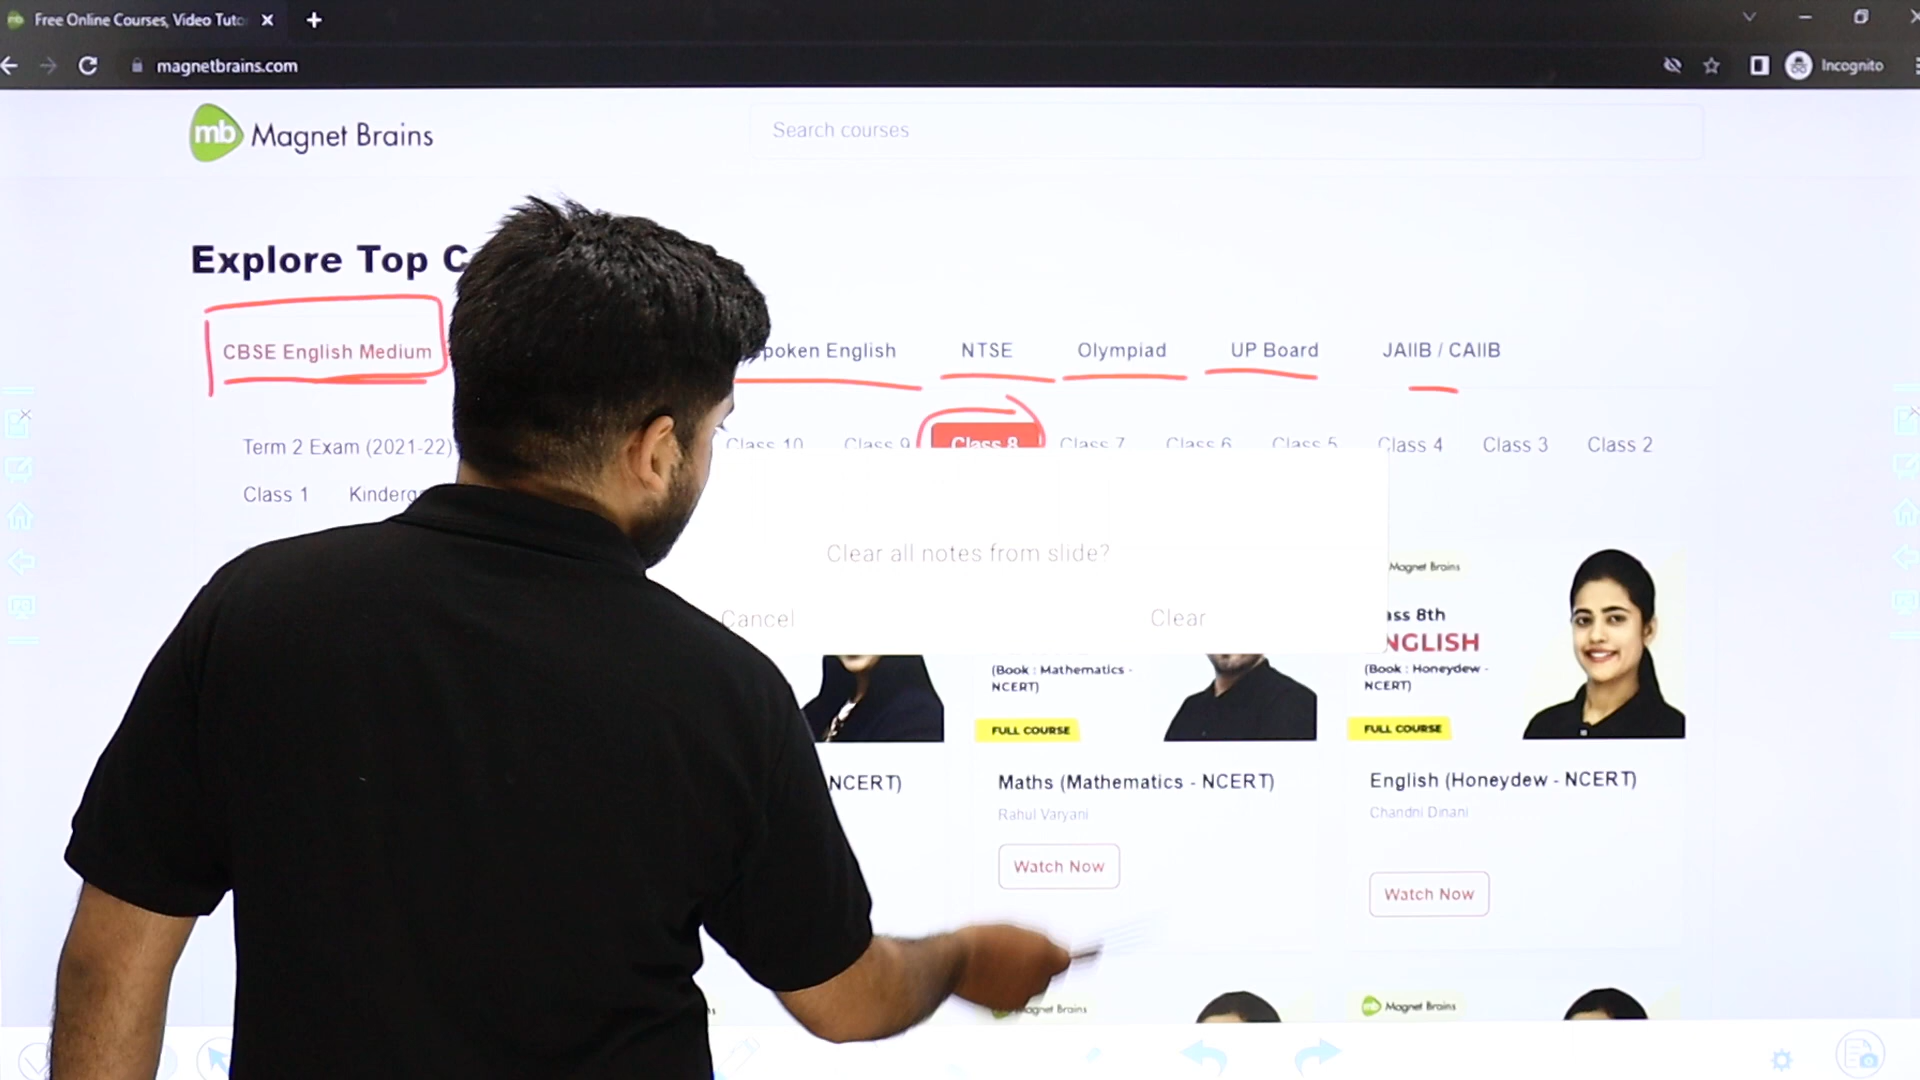 Free Online Courses, Video Tuto
magnetbrains.com
Incognito
mb Magnet Brains
Search courses
Explore Top C
CBSE English Medium
poken English
NTSE
Olympiad
UP Board
JAIIB / CAIIB
Term 2 Exam (2021-22)
Class 10
Class 9
Class 8
Class 7
Class 6
Class 5
Class 4
Class 3
Class 2
Class 1
Kinderga
Clear all notes from slide?
Cancel
Clear
Magnet Brains
ass 8th
NGLISH
(Book : Mathematics -
NCERT)
(Book : Honeydew -
NCERT)
FULL COURSE
FULL COURSE
NCERT)
Maths (Mathematics - NCERT)
English (Honeydew - NCERT)
Rahul Varyani
Chandni Dinani
Watch Now
Watch Now
agnet Brains
mb Magnet Brains